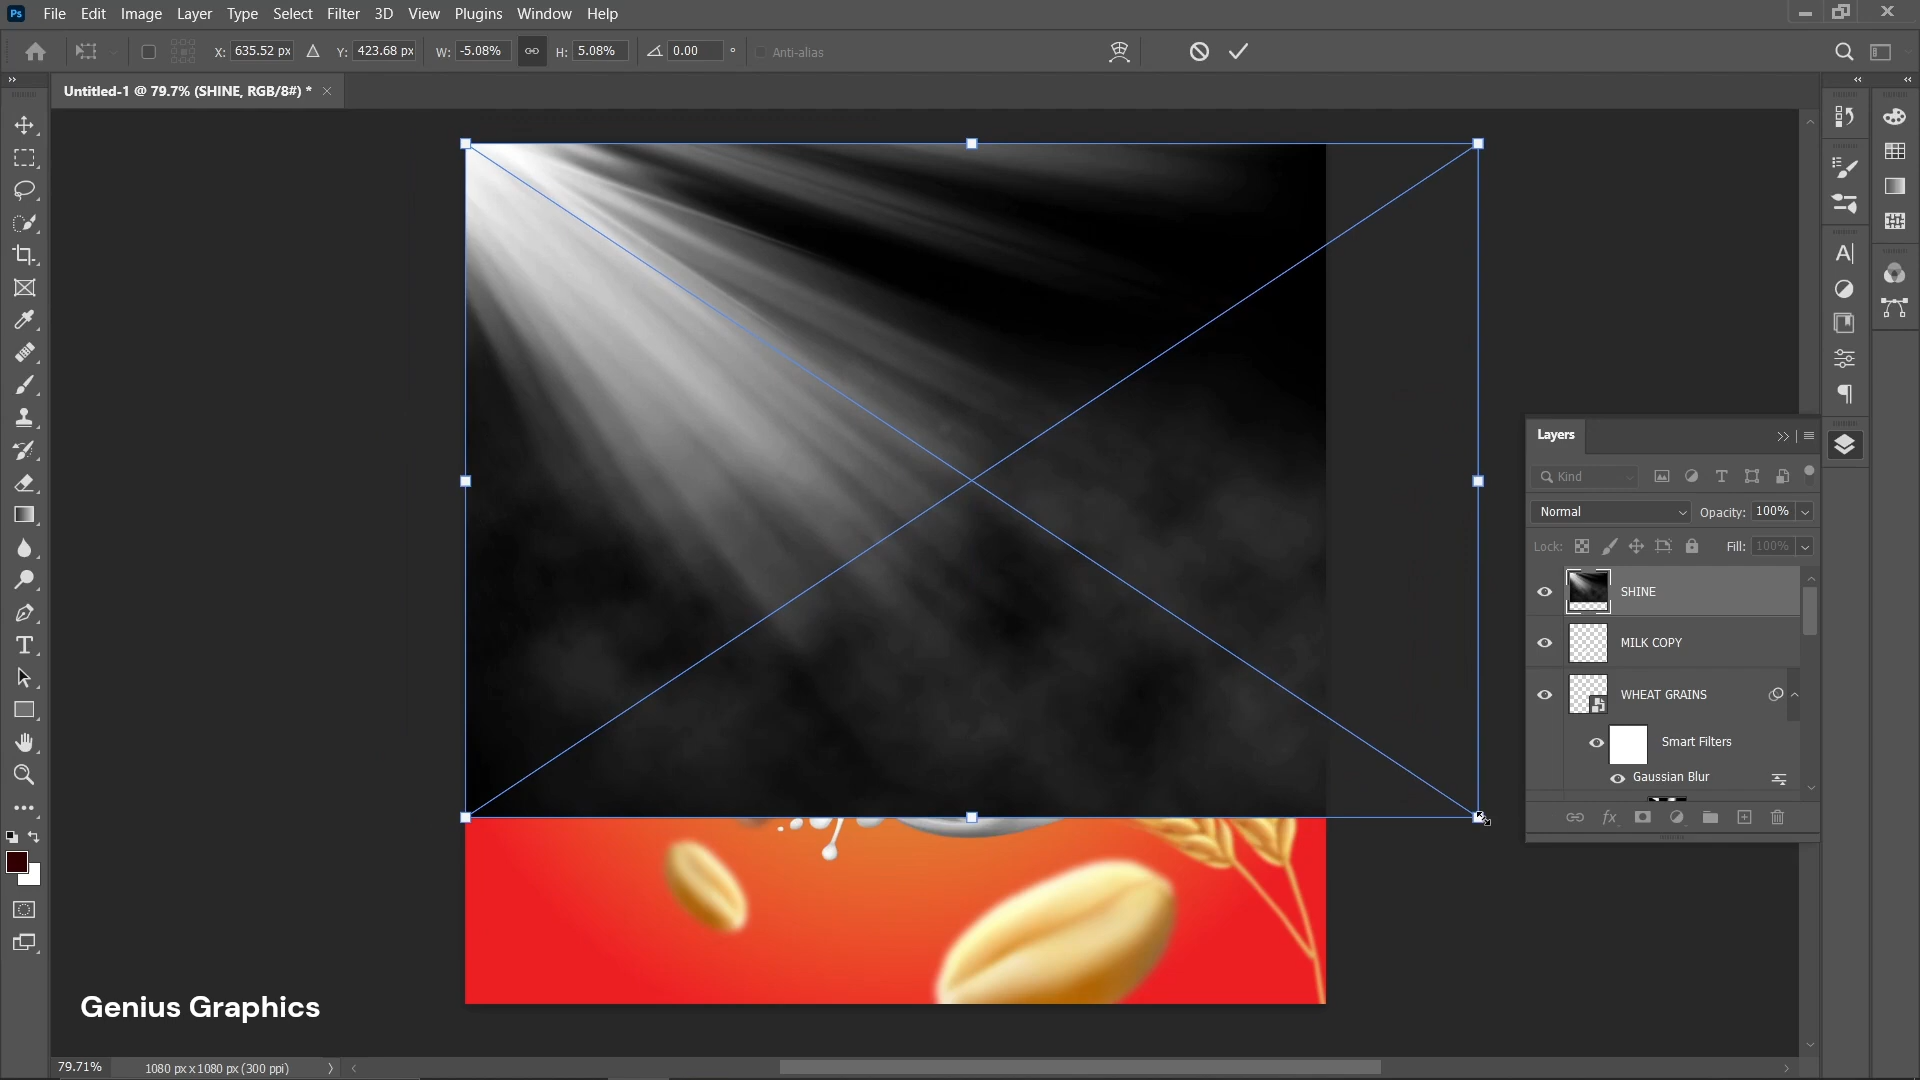 Ps File Edit Image Layer Type Select Filter 3D View Plugins Window Help
X: 635.52 px Y: 423.68 px W: -5.08% H: 5.08% 0.00 ° Anti-alias
Untitled-1 @ 79.7% (SHINE, RGB/8#) *
Layers
Kind
Normal Opacity: 100%
Lock: Fill: 100%
SHINE
MILK COPY
WHEAT GRAINS
Smart Filters
Gaussian Blur
Genius Graphics
79.71% 1080 px x 1080 px (300 ppi)